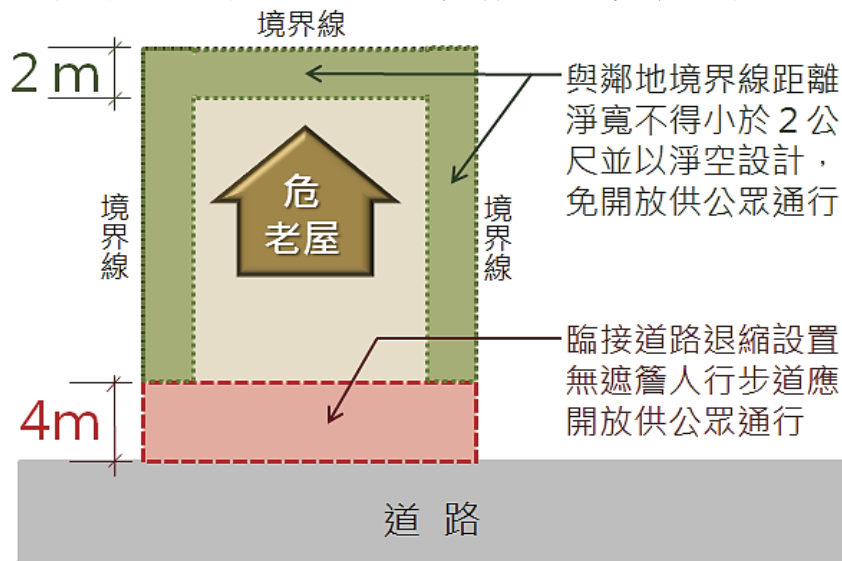 境界線
2m
與鄰地境界線距離
淨寬不得小於2公
尺並以淨空設計，
免開放供公眾通行
境界線
危
老屋
境界線
臨接道路退縮設置
無遮簷人行步道應
開放供公眾通行
4m
道路